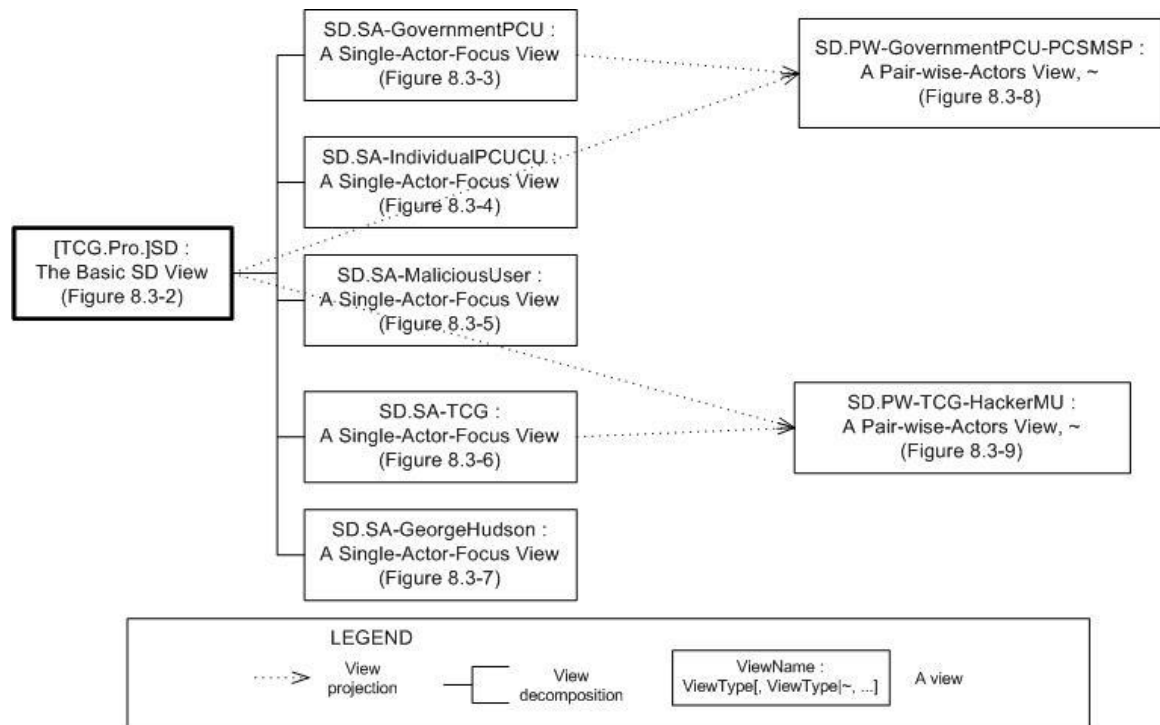 SD.SA-GovernmentPCU :
A Single-Actor-Focus View
(Figure 8.3-3)
SD.PW-GovernmentPCU-PCSMSP :
A Pair-wise-Actors View, ~
(Figure 8.3-8)
SD.SA-IndividualPCUCU :
A Single-Actor-Focus View
(Figure 8.3-4)
[TCG.Pro.]SD :
The Basic SD View
(Figure 8.3-2)
SD.SA-MaliciousUser :
A Single-Actor-Focus View
(Figure 8.3-5)
SD.SA-TCG :
A Single-Actor-Focus View
(Figure 8.3-6)
SD.PW-TCG-HackerMU :
A Pair-wise-Actors View, ~
(Figure 8.3-9)
SD.SA-GeorgeHudson :
A Single-Actor-Focus View
(Figure 8.3-7)
LEGEND
View
projection
View
decomposition
ViewName :
ViewType[, ViewType|~, ...]
A view